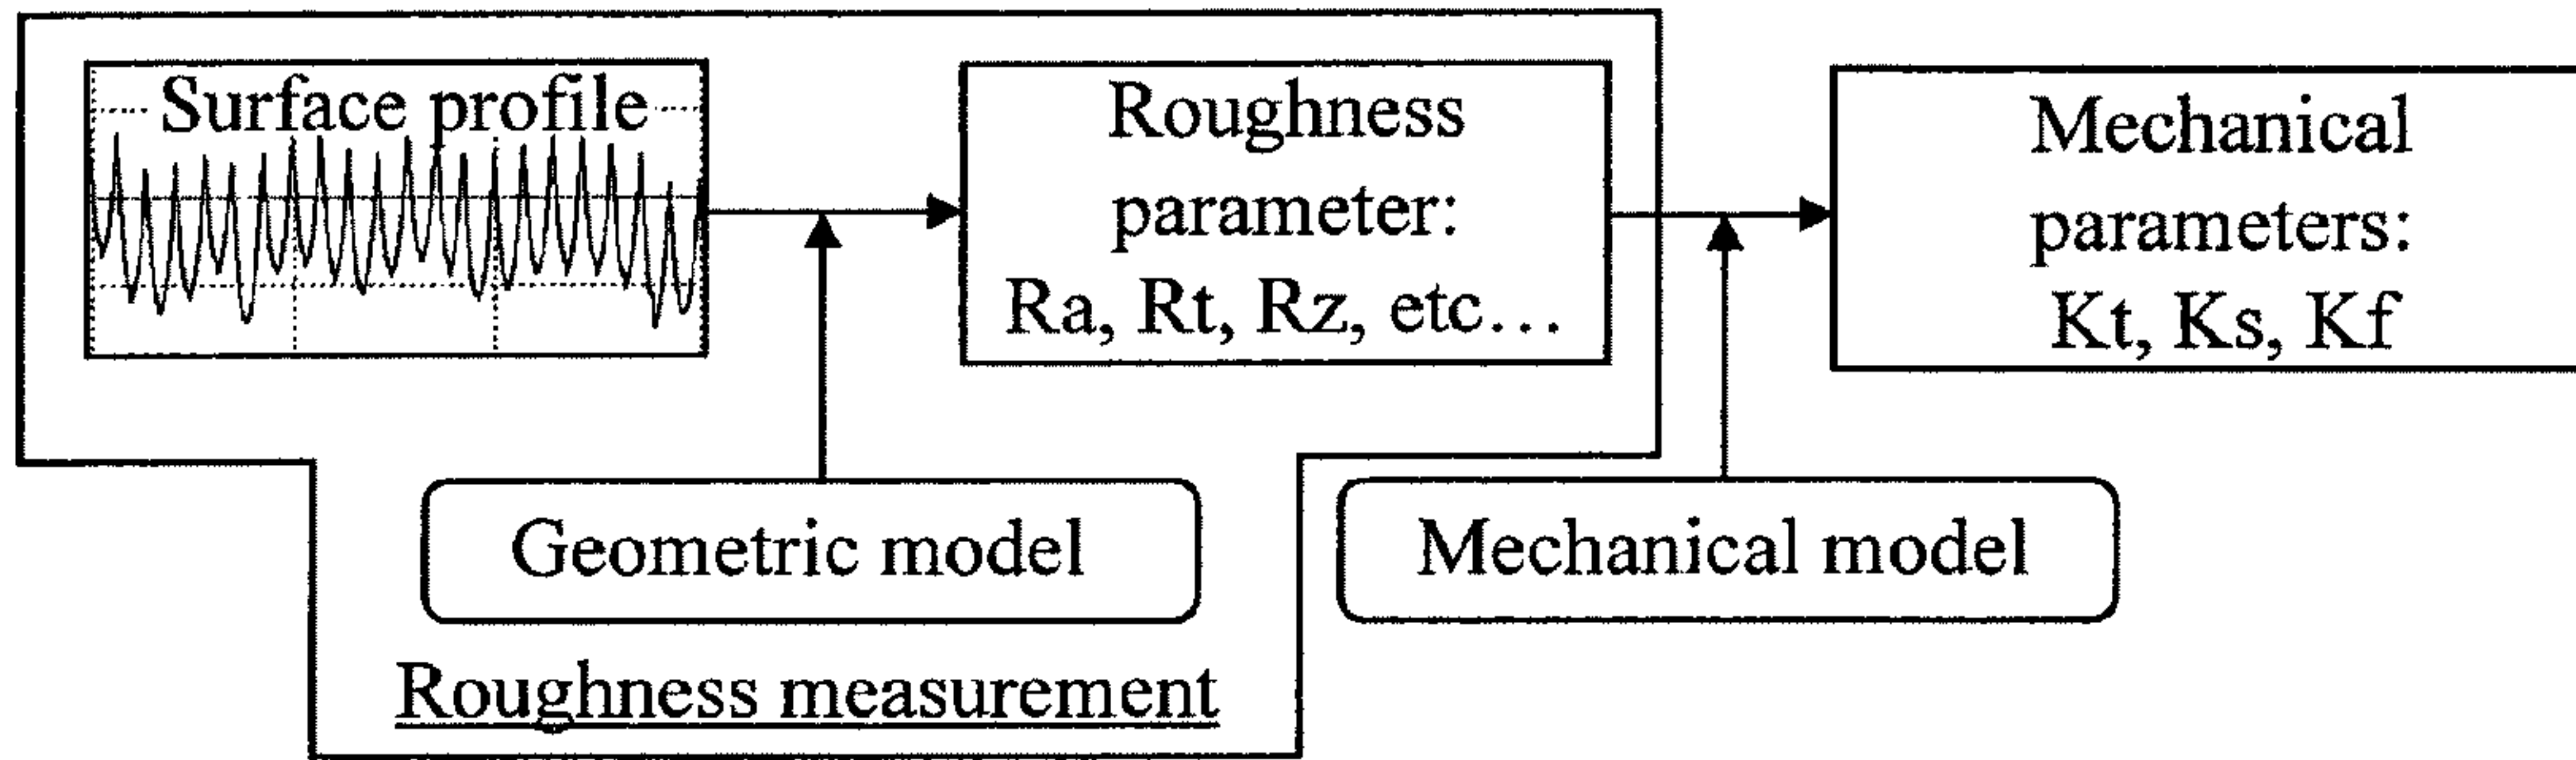 Surface profile
Roughness
parameter:
Ra, Rt, Rz, etc…
Mechanical
parameters:
Kt, Ks, Kf
Geometric model
Mechanical model
Roughness measurement